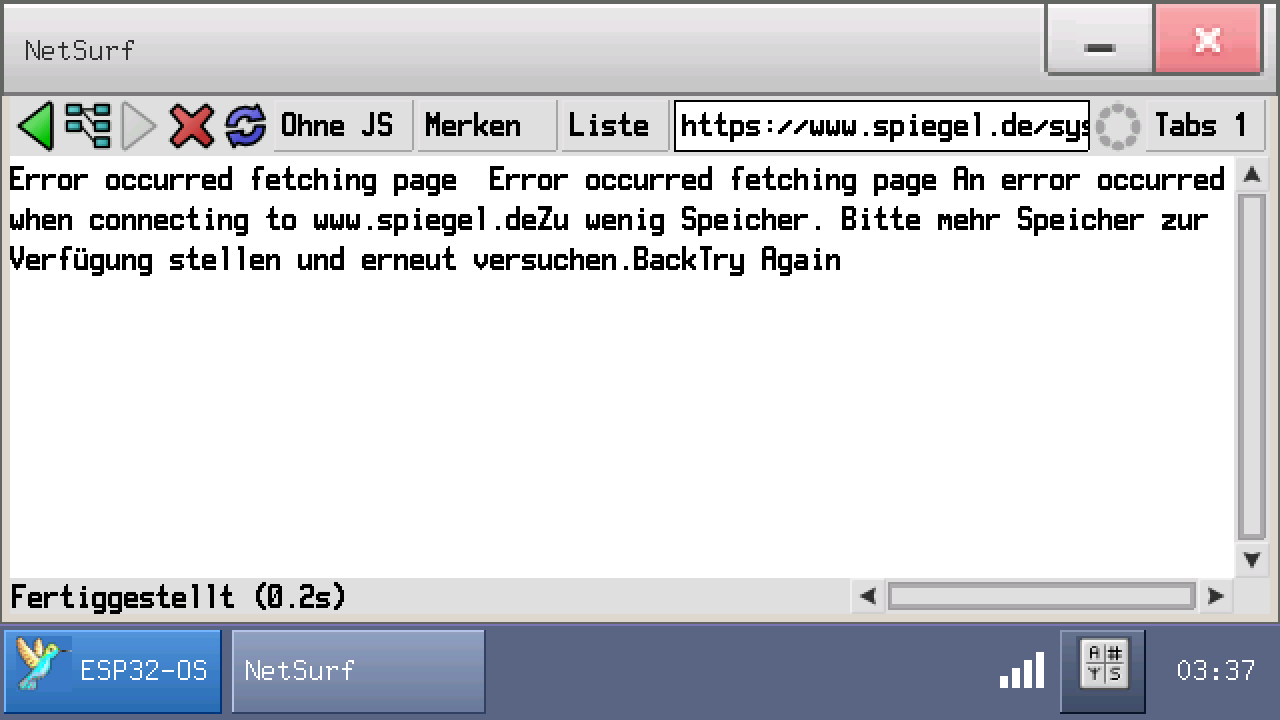 NetSurf
Ohne JS Merken Liste https://www.spiegel.de/sys Tabs 1
Error occurred fetching page  Error occurred fetching page An error occurred
when connecting to www.spiegel.deZu wenig Speicher. Bitte mehr Speicher zur
Verfügung stellen und erneut versuchen.BackTry Again
Fertiggestellt (0.2s)
ESP32-OS NetSurf A # Y S 03:37